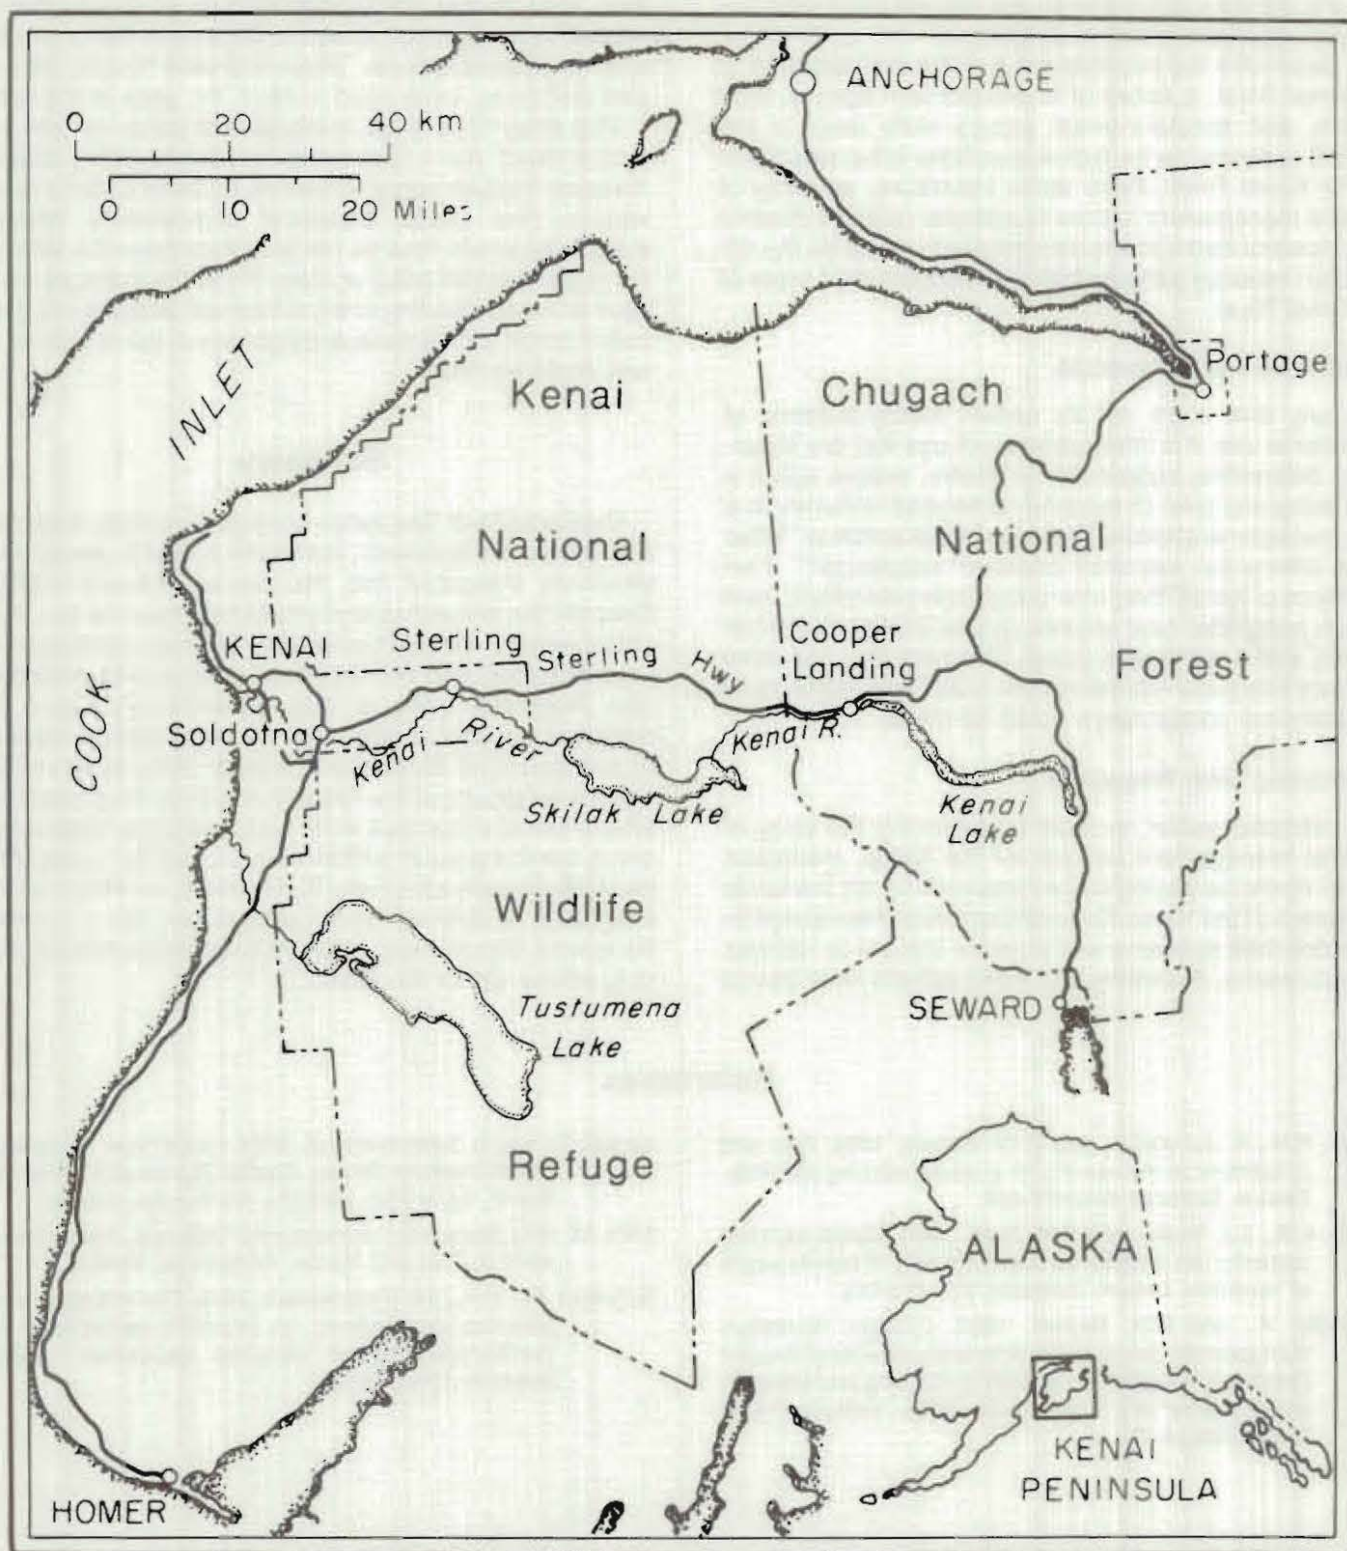 ANCHORAGE
0 20 40 km
0 10 20 Miles
Portage
INLET
Kenai
Chugach
National
National
KENAI
Sterling
Sterling Hwy
Cooper
Landing
Forest
Soldotna
Kenai River
Kenai R.
COOK
Skilak Lake
Kenai
Lake
Wildlife
Tustumena
Lake
SEWARD
Refuge
ALASKA
KENAI
PENINSULA
HOMER